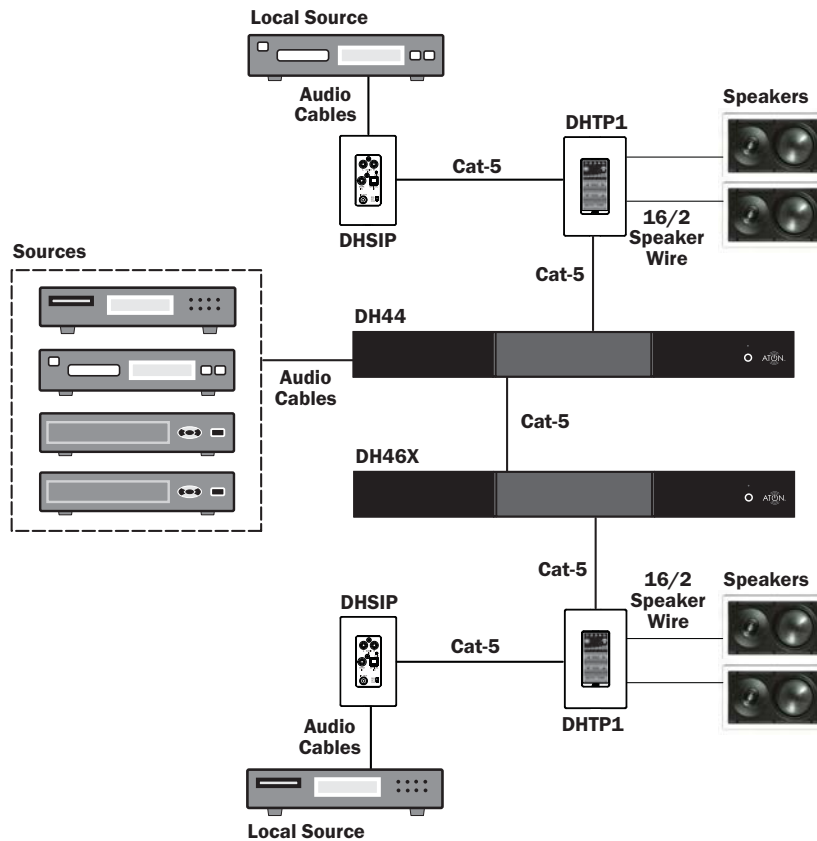 Local Source
Audio
Cables
DHSIP
Cat-5
DHTP1
Speakers
16/2
Speaker
Wire
Cat-5
Sources
Audio
Cables
DH44
ATON
Cat-5
DH46X
ATON
Cat-5
16/2
Speaker
Wire
Speakers
DHSIP
Cat-5
DHTP1
Audio
Cables
Local Source